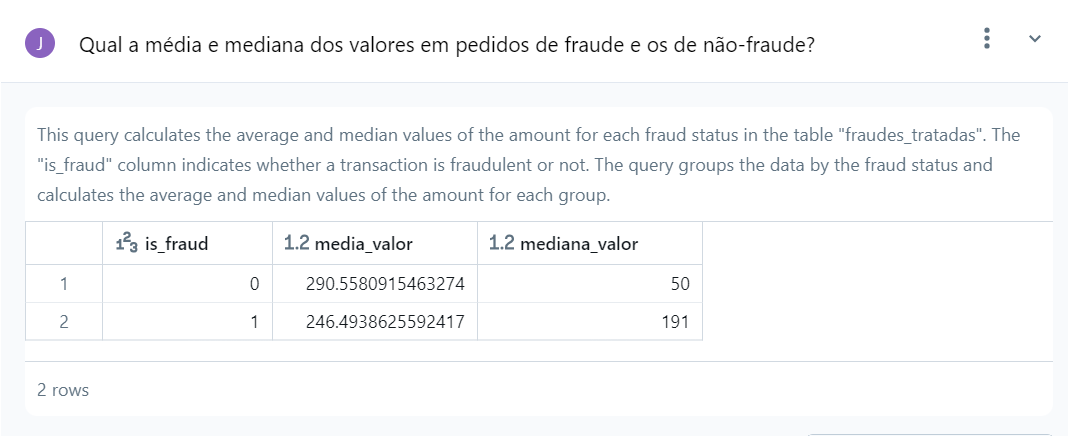 J
Qual a média e mediana dos valores em pedidos de fraude e os de não-fraude?
This query calculates the average and median values of the amount for each fraud status in the table "fraudes_tratadas". The
"is_fraud" column indicates whether a transaction is fraudulent or not. The query groups the data by the fraud status and
calculates the average and median values of the amount for each group.
123 is_fraud 1.2 media_valor 1.2 mediana_valor
1 0 290.5580915463274 50
2 1 246.4938625592417 191
2 rows